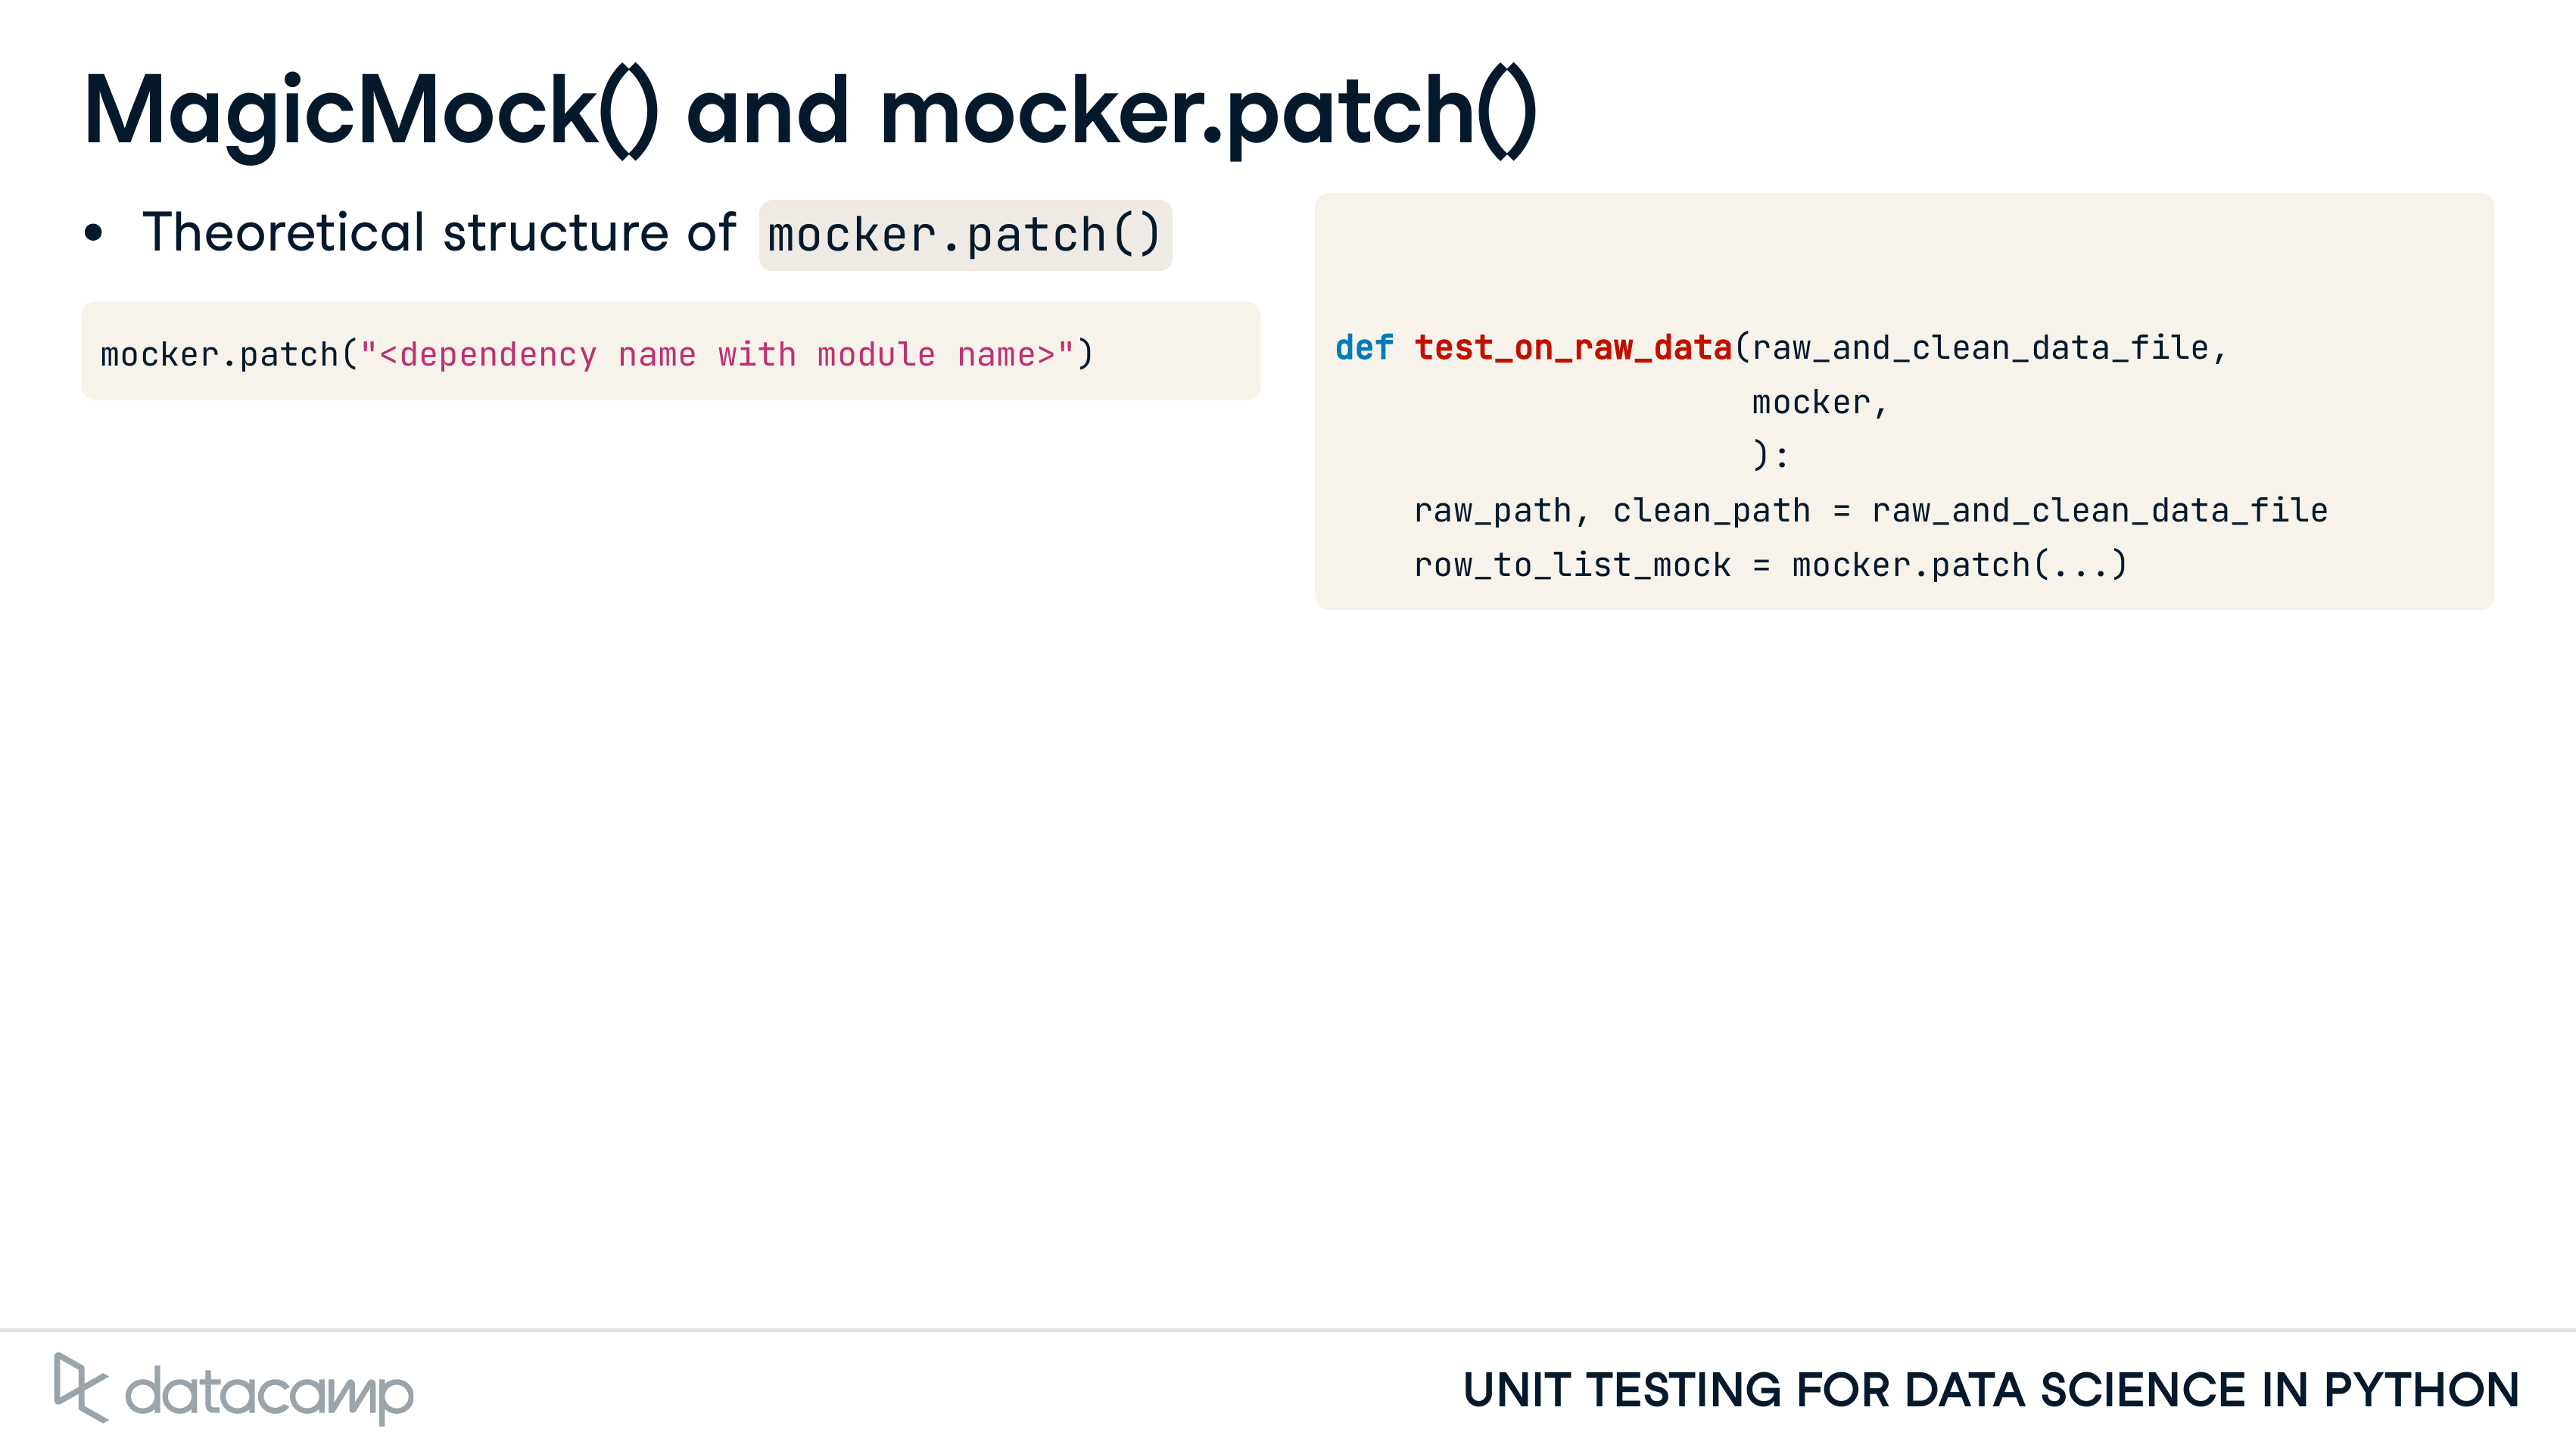 MagicMock() and mocker.patch()
• Theoretical structure of mocker.patch()
mocker.patch("<dependency name with module name>")
def test_on_raw_data(raw_and_clean_data_file,
                     mocker,
                     ):
    raw_path, clean_path = raw_and_clean_data_file
    row_to_list_mock = mocker.patch(...)
datacamp
UNIT TESTING FOR DATA SCIENCE IN PYTHON